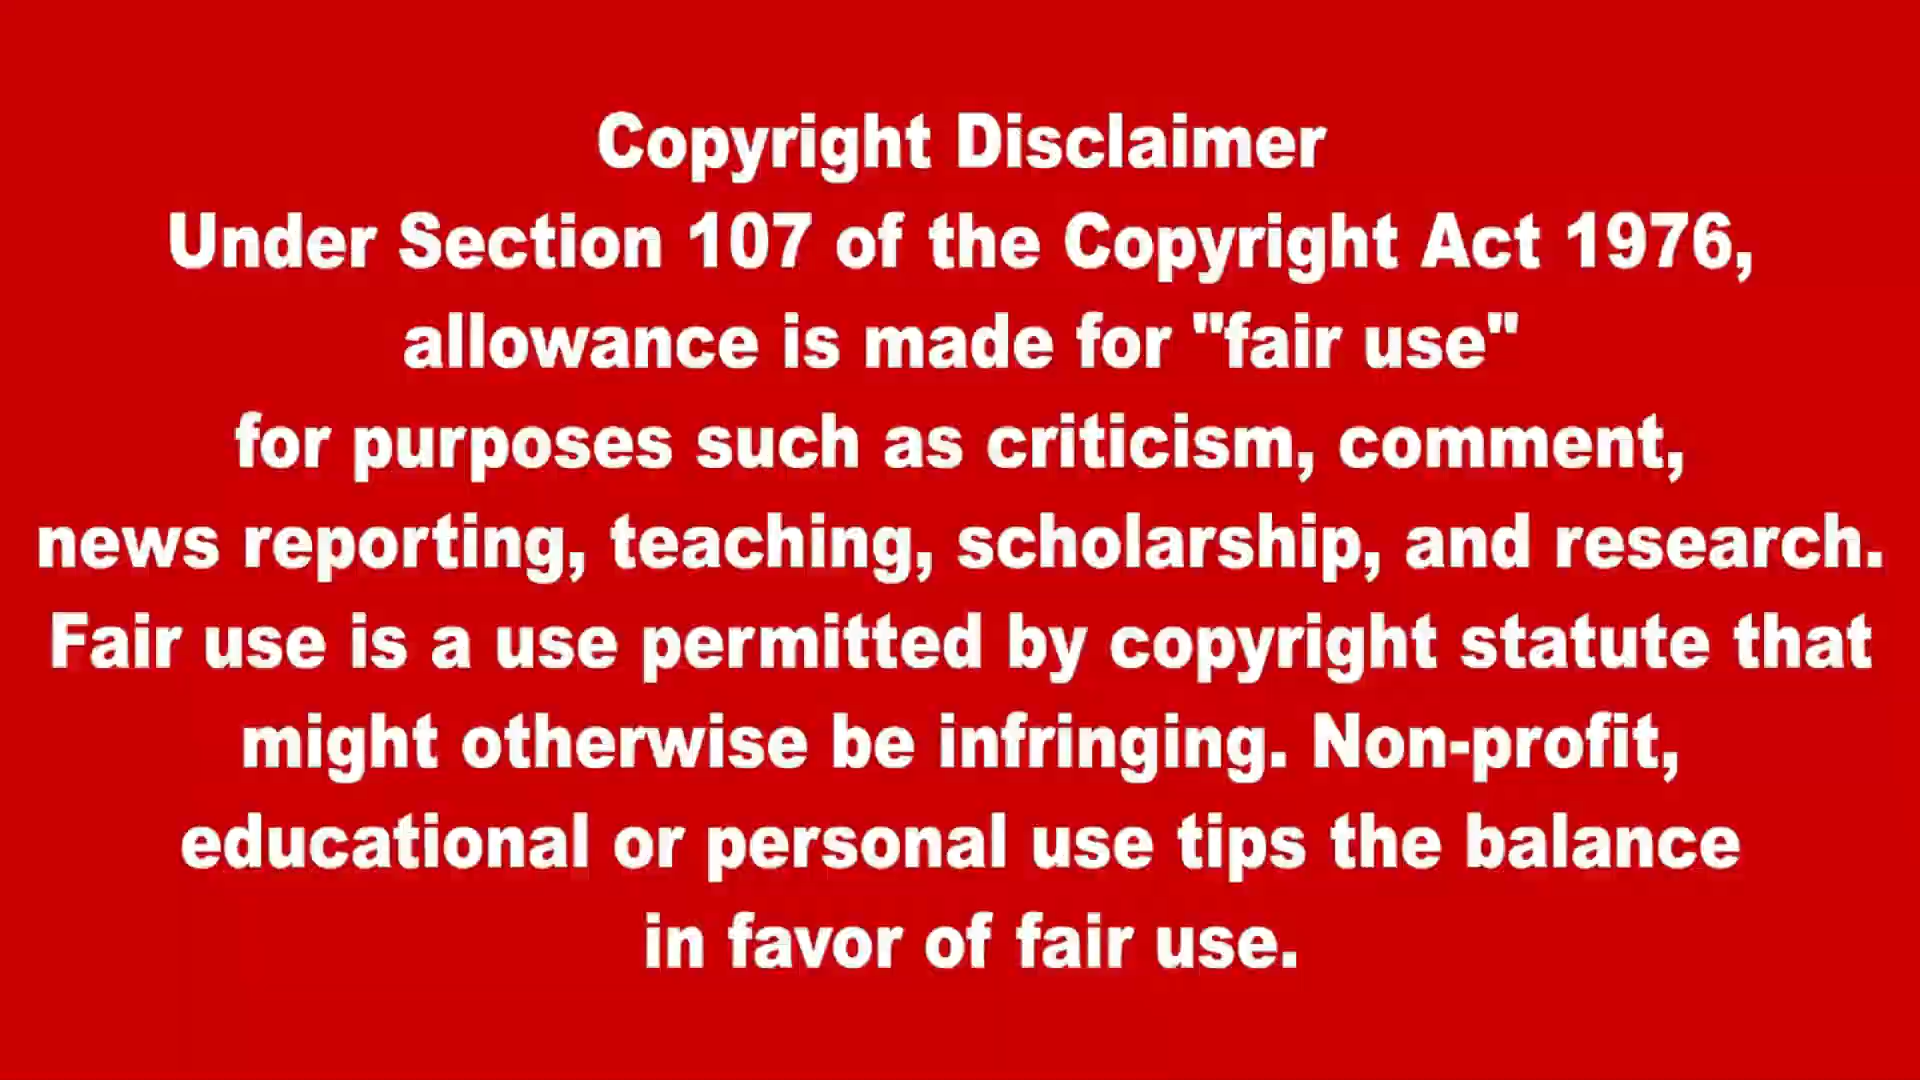 Copyright Disclaimer
Under Section 107 of the Copyright Act 1976,
allowance is made for "fair use"
for purposes such as criticism, comment,
news reporting, teaching, scholarship, and research.
Fair use is a use permitted by copyright statute that
might otherwise be infringing. Non-profit,
educational or personal use tips the balance
in favor of fair use.